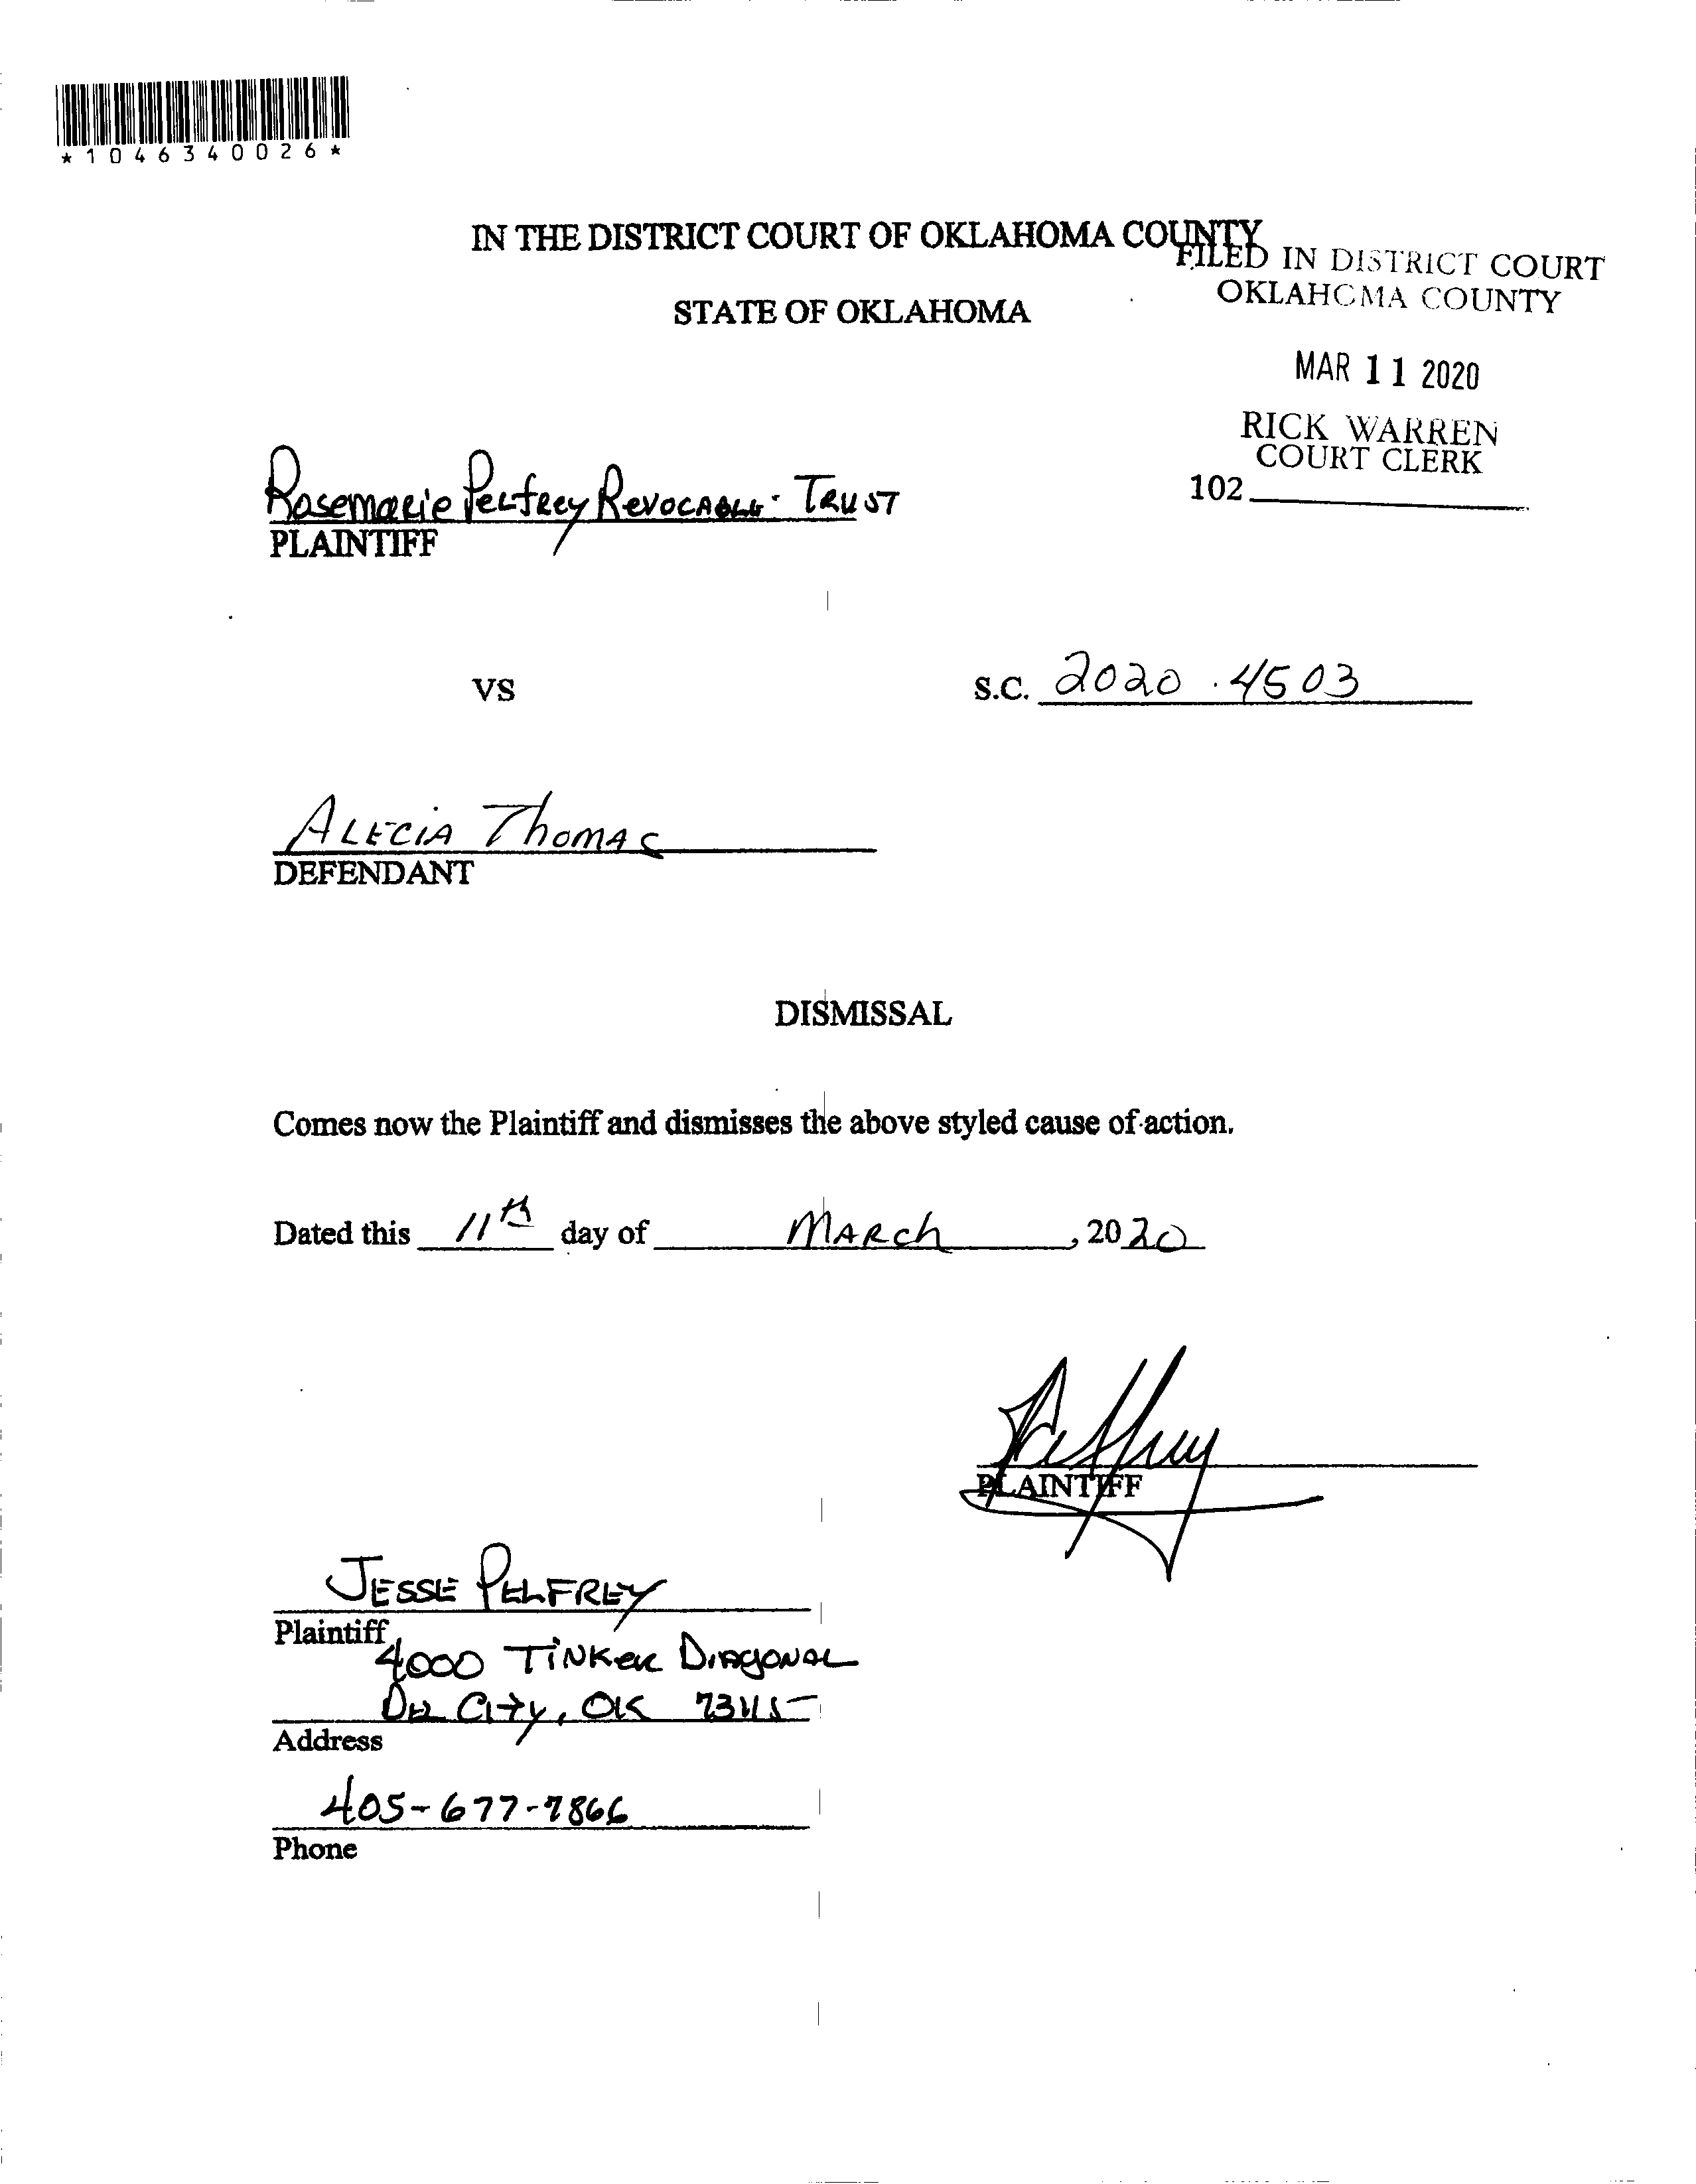 *1046340026*
IN THE DISTRICT COURT OF OKLAHOMA COUNTY
FILED IN DISTRICT COURT
OKLAHOMA COUNTY
STATE OF OKLAHOMA
MAR 11 2020
RICK WARREN
COURT CLERK
102
Rosemarie Pelfrey Revocable Trust
PLAINTIFF
VS
S.C. 2020-4503
Alecia Thomas
DEFENDANT
DISMISSAL
Comes now the Plaintiff and dismisses the above styled cause of action.
Dated this 11th day of March, 2020
Pelfrey
PLAINTIFF
Jesse Pelfrey
Plaintiff
4000 Tinker Diagonal
Del City, OK 73115
Address
405-677-7866
Phone